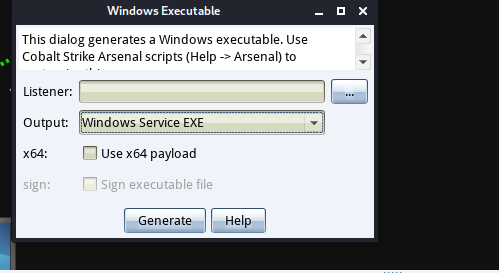 Windows Executable
This dialog generates a Windows executable. Use
Cobalt Strike Arsenal scripts (Help -> Arsenal) to
Listener:
...
Output: Windows Service EXE
x64: Use x64 payload
sign: Sign executable file
Generate Help